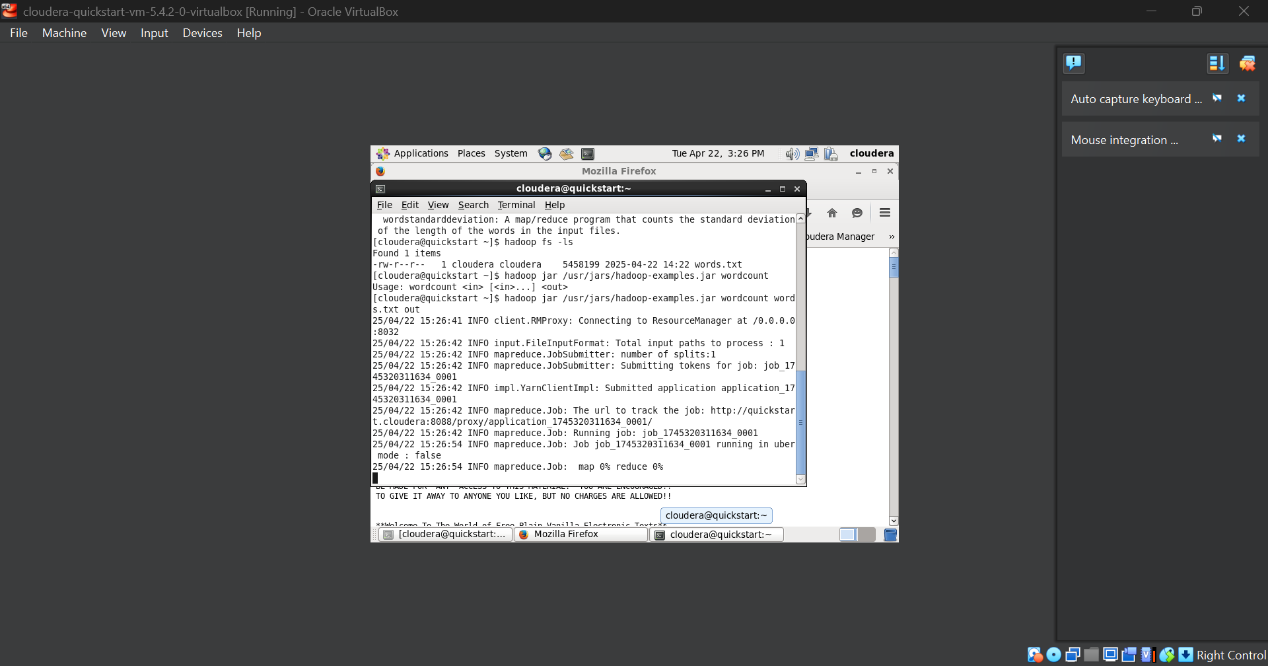 cloudera-quickstart-vm-5.4.2-0-virtualbox [Running] - Oracle VirtualBox
File Machine View Input Devices Help
Auto capture keyboard ...
Mouse integration ...
Applications Places System Tue Apr 22, 3:26 PM cloudera
Mozilla Firefox
cloudera@quickstart:~
File Edit View Search Terminal Help
oudera Manager »
wordstandarddeviation: A map/reduce program that counts the standard deviation
of the length of the words in the input files.
[cloudera@quickstart ~]$ hadoop fs -ls
Found 1 items
-rw-r--r-- 1 cloudera cloudera 5458199 2025-04-22 14:22 words.txt
[cloudera@quickstart ~]$ hadoop jar /usr/jars/hadoop-examples.jar wordcount
Usage: wordcount <in> [<in>...] <out>
[cloudera@quickstart ~]$ hadoop jar /usr/jars/hadoop-examples.jar wordcount word
s.txt out
25/04/22 15:26:41 INFO client.RMProxy: Connecting to ResourceManager at /0.0.0.0
:8032
25/04/22 15:26:42 INFO input.FileInputFormat: Total input paths to process : 1
25/04/22 15:26:42 INFO mapreduce.JobSubmitter: number of splits:1
25/04/22 15:26:42 INFO mapreduce.JobSubmitter: Submitting tokens for job: job_17
45320311634_0001
25/04/22 15:26:42 INFO impl.YarnClientImpl: Submitted application application_17
45320311634_0001
25/04/22 15:26:42 INFO mapreduce.Job: The url to track the job: http://quickstar
t.cloudera:8088/proxy/application_1745320311634_0001/
25/04/22 15:26:42 INFO mapreduce.Job: Running job: job_1745320311634_0001
25/04/22 15:26:54 INFO mapreduce.Job: Job job_1745320311634_0001 running in uber
mode : false
25/04/22 15:26:54 INFO mapreduce.Job: map 0% reduce 0%
TO GIVE IT AWAY TO ANYONE YOU LIKE, BUT NO CHARGES ARE ALLOWED!!
cloudera@quickstart:~
**Welcome To The World of Free Plain Vanilla Electronic Texts**
[cloudera@quickstart:... Mozilla Firefox cloudera@quickstart:~
Right Control